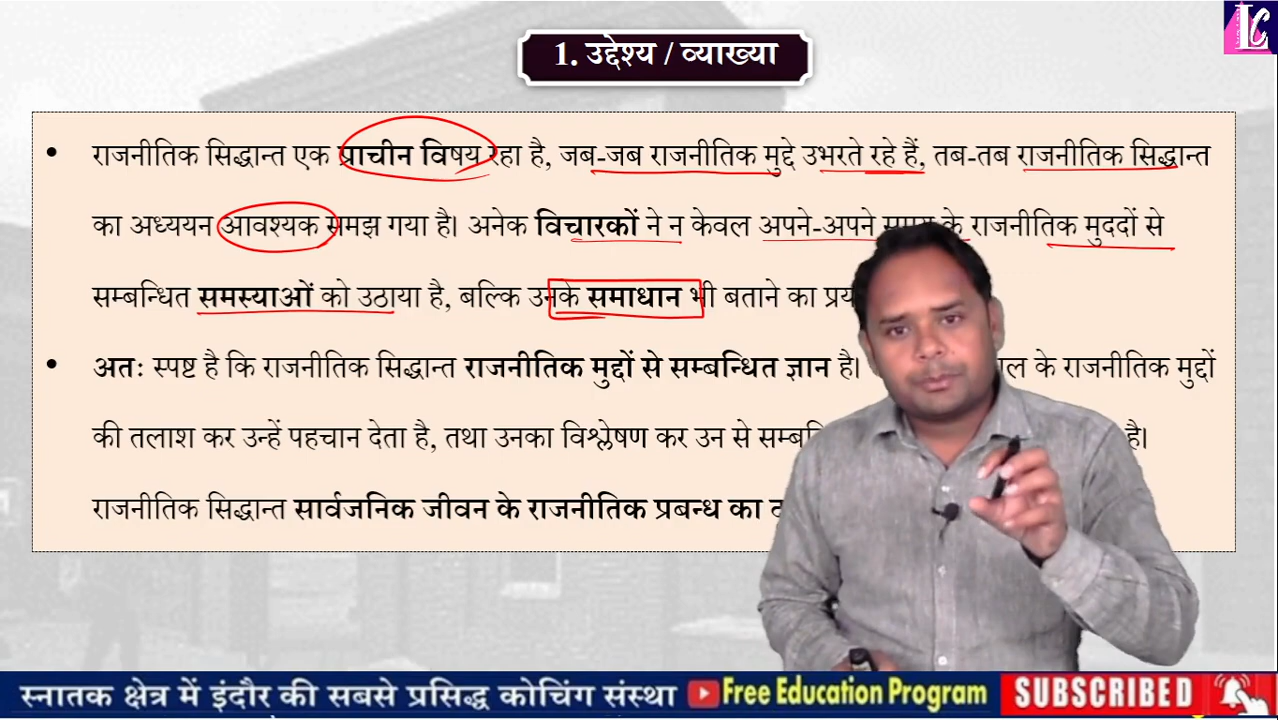 LC
1. उद्देश्य / व्याख्या
• राजनीतिक सिद्धान्त एक प्राचीन विषय रहा है, जब-जब राजनीतिक मुद्दे उभरते रहे हैं, तब-तब राजनीतिक सिद्धान्त
का अध्ययन आवश्यक समझ गया है। अनेक विचारकों ने न केवल अपने-अपने समय के राजनीतिक मुददों से
सम्बन्धित समस्याओं को उठाया है, बल्कि उनके समाधान भी बताने का
• अतः स्पष्ट है कि राजनीतिक सिद्धान्त राजनीतिक मुद्दों से सम्बन्धित ज्ञान है। के राजनीतिक मुद्दों
की तलाश कर उन्हें पहचान देता है, तथा उनका विश्लेषण कर उन से है।
राजनीतिक सिद्धान्त सार्वजनिक जीवन के राजनीतिक प्रबन्ध का
स्नातक क्षेत्र में इंदौर की सबसे प्रसिद्ध कोचिंग संस्था Free Education Program SUBSCRIBED